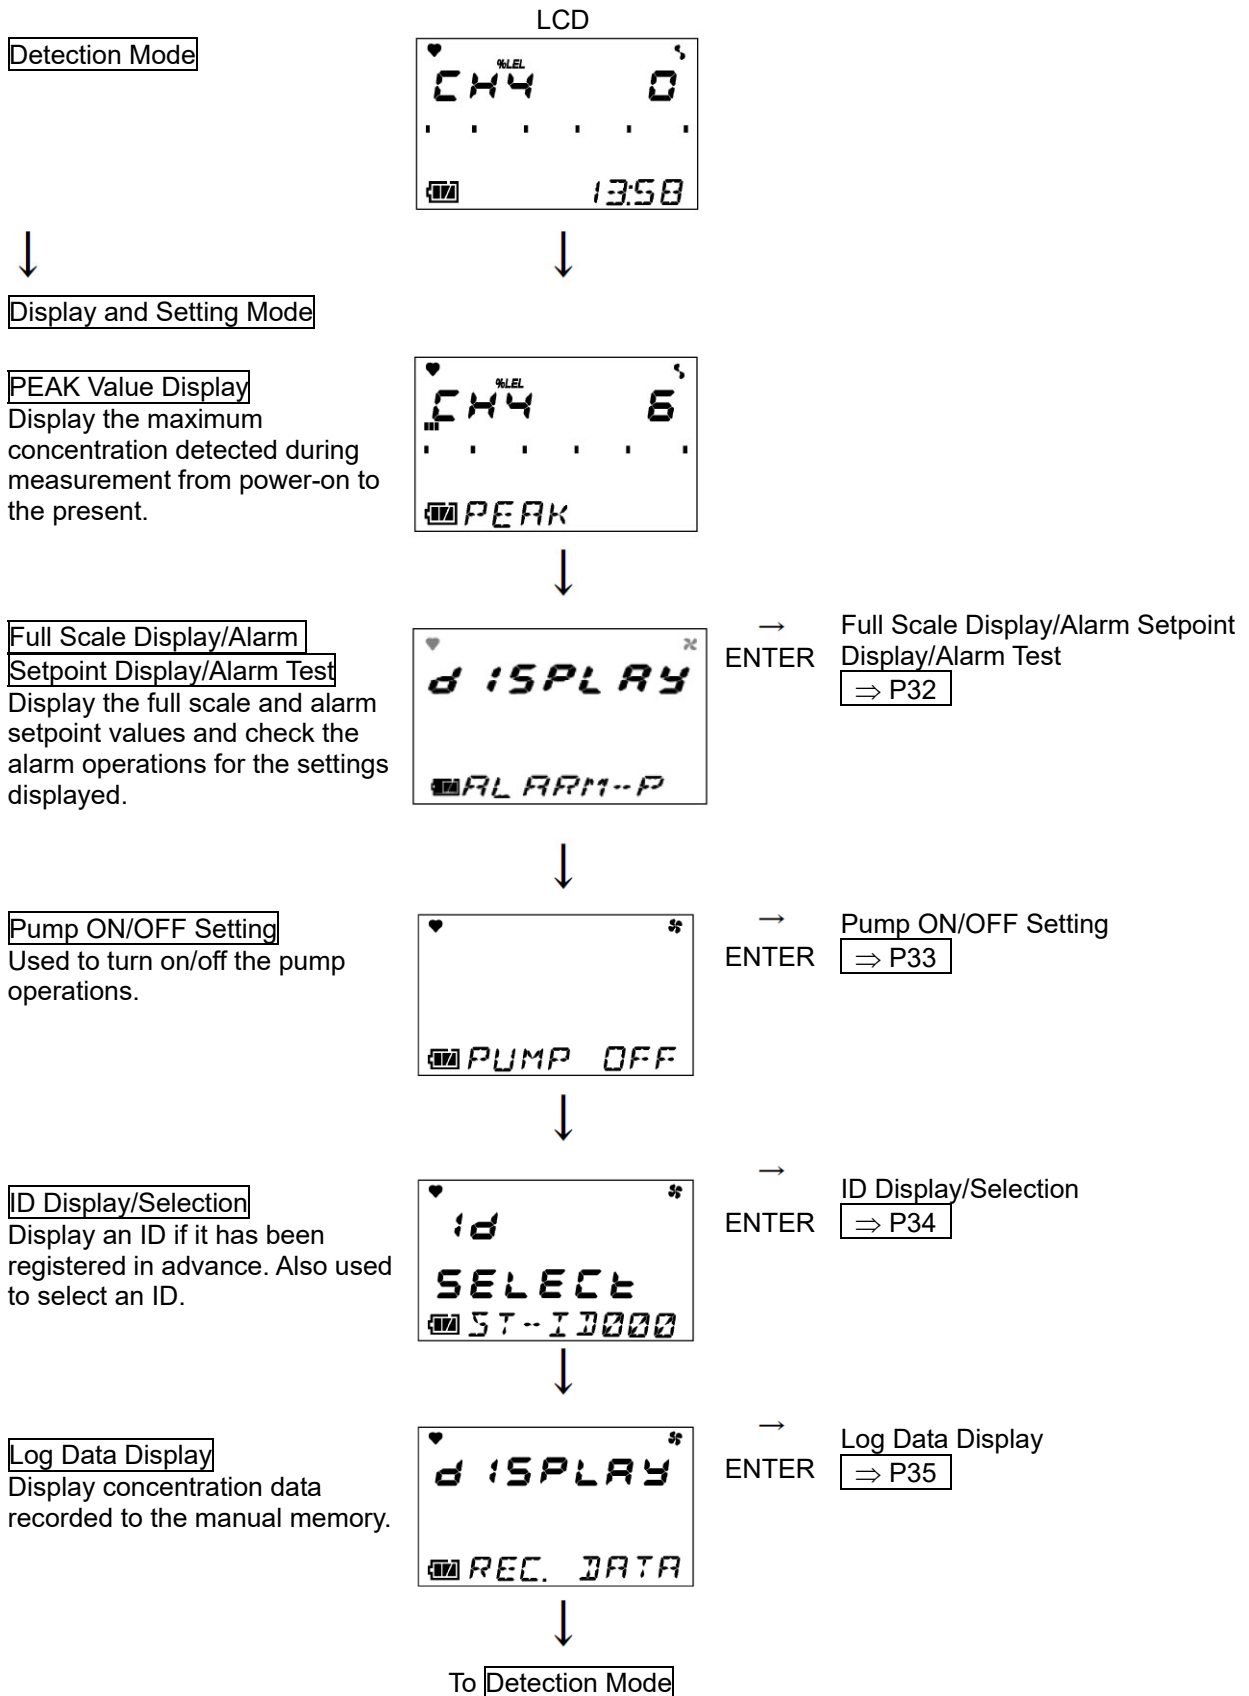 LCD
Detection Mode
%LEL
CH4 0
13:58
↓ ↓
Display and Setting Mode
PEAK Value Display
Display the maximum
concentration detected during
measurement from power-on to
the present.
%LEL
CH4 6
PEAK
↓
Full Scale Display/Alarm
Setpoint Display/Alarm Test
Display the full scale and alarm
setpoint values and check the
alarm operations for the settings
displayed.
dISPLAY
ALARM-P
→
ENTER
Full Scale Display/Alarm Setpoint
Display/Alarm Test
⇒ P32
↓
Pump ON/OFF Setting
Used to turn on/off the pump
operations.
PUMP OFF
→
ENTER
Pump ON/OFF Setting
⇒ P33
↓
ID Display/Selection
Display an ID if it has been
registered in advance. Also used
to select an ID.
Id
SELECt
ST-ID000
→
ENTER
ID Display/Selection
⇒ P34
↓
Log Data Display
Display concentration data
recorded to the manual memory.
dISPLAY
REC. DATA
→
ENTER
Log Data Display
⇒ P35
↓
To Detection Mode